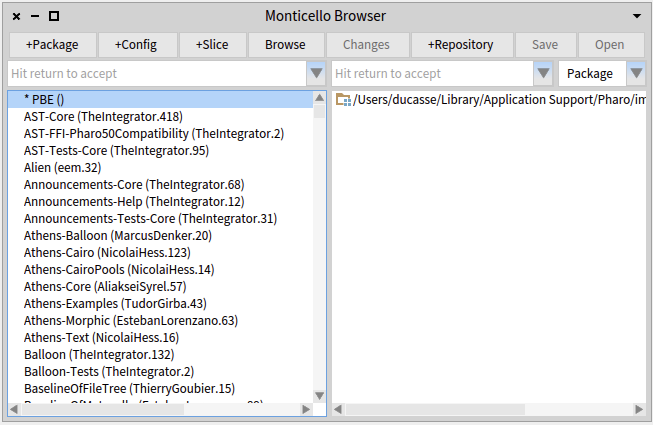 Monticello Browser
+Package +Config +Slice Browse Changes +Repository Save Open
Hit return to accept Hit return to accept Package
* PBE ()
/Users/ducasse/Library/Application Support/Pharo/im
AST-Core (TheIntegrator.418)
AST-FFI-Pharo50Compatibility (TheIntegrator.2)
AST-Tests-Core (TheIntegrator.95)
Alien (eem.32)
Announcements-Core (TheIntegrator.68)
Announcements-Help (TheIntegrator.12)
Announcements-Tests-Core (TheIntegrator.31)
Athens-Balloon (MarcusDenker.20)
Athens-Cairo (NicolaiHess.123)
Athens-CairoPools (NicolaiHess.14)
Athens-Core (AliakseiSyrel.57)
Athens-Examples (TudorGirba.43)
Athens-Morphic (EstebanLorenzano.63)
Athens-Text (NicolaiHess.16)
Balloon (TheIntegrator.132)
Balloon-Tests (TheIntegrator.2)
BaselineOfFileTree (ThierryGoubier.15)